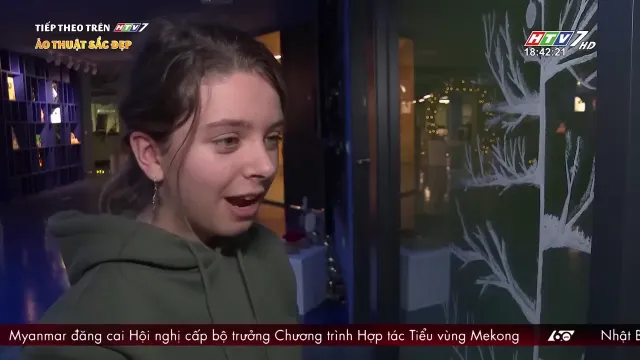 TIẾP THEO TRÊN HTV7
ẢO THUẬT SẮC ĐẸP
HTV7 HD
18:42:21
Myanmar đăng cai Hội nghị cấp bộ trưởng Chương trình Hợp tác Tiểu vùng Mekong
60
Nhật B